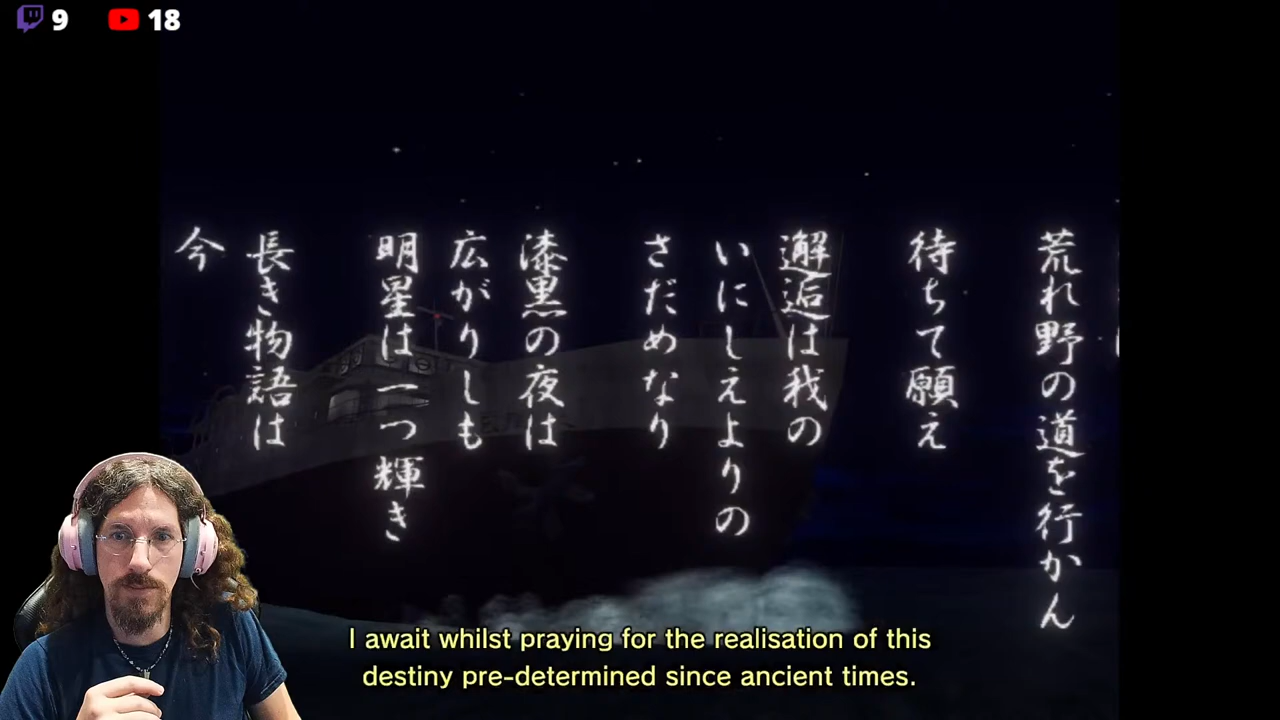 9 18
荒れ野の道を行かん
待ちて願え
邂逅は我の
いにしえよりの
さだめなり
漆黒の夜は
広がりしも
明星は一つ輝き
長き物語は
今
I await whilst praying for the realisation of this
destiny pre-determined since ancient times.